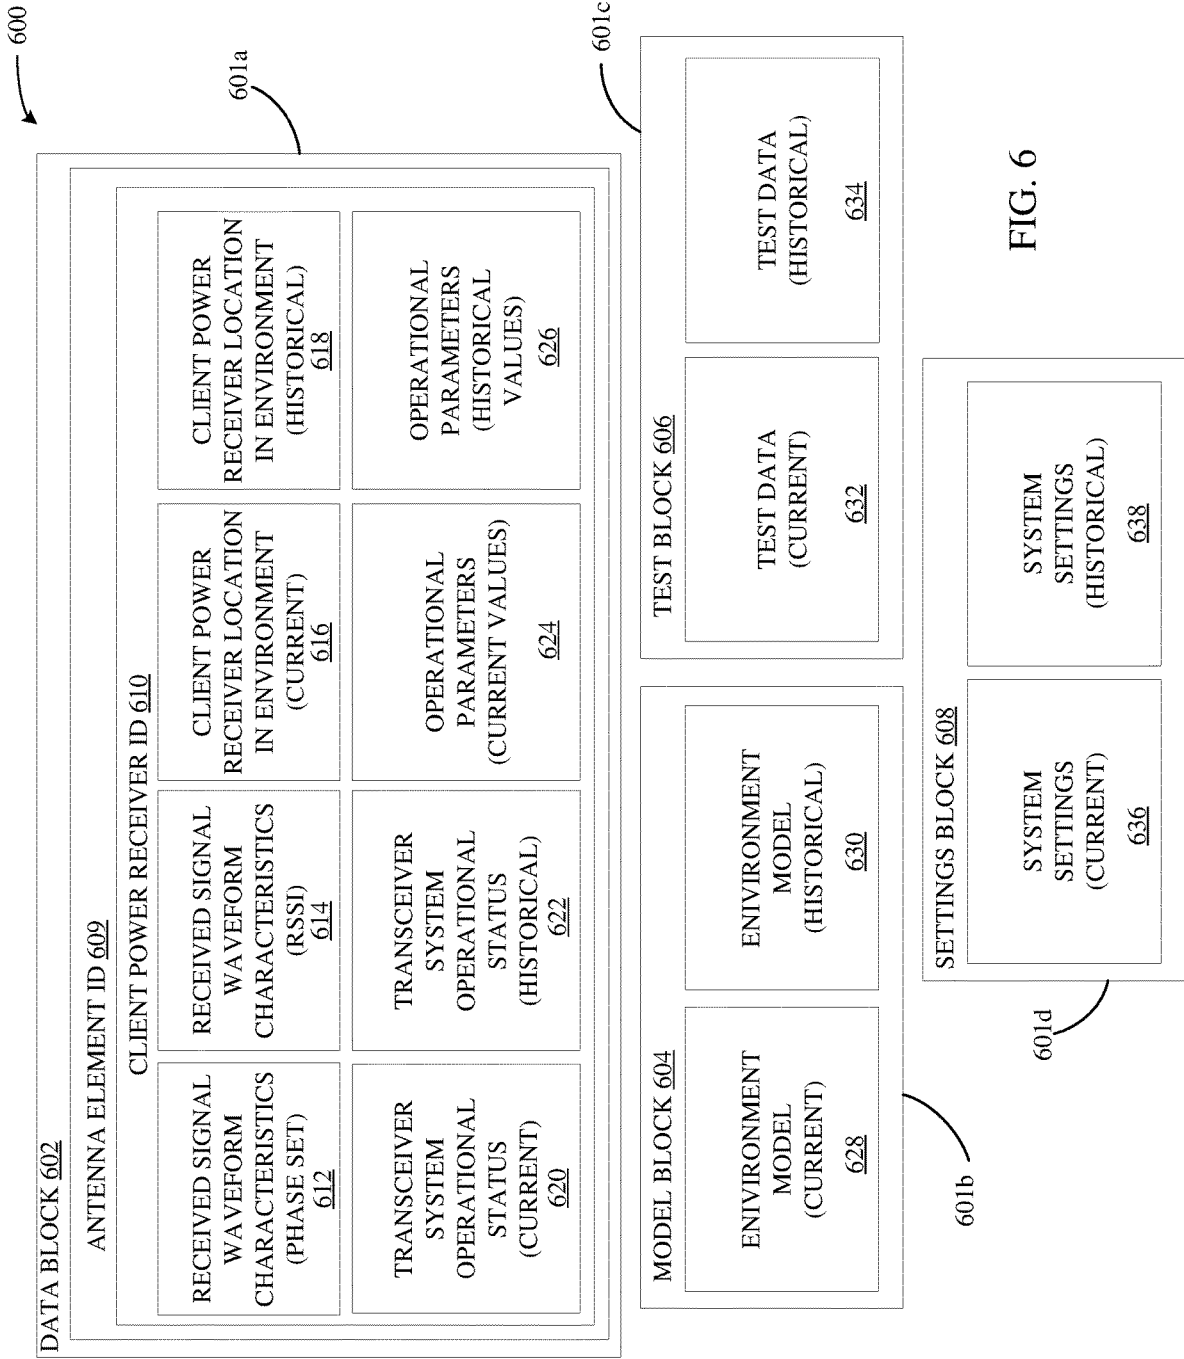 600
601a
DATA BLOCK 602
ANTENNA ELEMENT ID 609
CLIENT POWER RECEIVER ID 610
RECEIVED SIGNAL
WAVEFORM
CHARACTERISTICS
(PHASE SET)
612
RECEIVED SIGNAL
WAVEFORM
CHARACTERISTICS
(RSSI)
614
CLIENT POWER
RECEIVER LOCATION
IN ENVIRONMENT
(CURRENT)
616
CLIENT POWER
RECEIVER LOCATION
IN ENVIRONMENT
(HISTORICAL)
618
TRANSCEIVER
SYSTEM
OPERATIONAL
STATUS
(CURRENT)
620
TRANSCEIVER
SYSTEM
OPERATIONAL
STATUS
(HISTORICAL)
622
OPERATIONAL
PARAMETERS
(CURRENT VALUES)
624
OPERATIONAL
PARAMETERS
(HISTORICAL
VALUES)
626
601c
MODEL BLOCK 604
ENIVIRONMENT
MODEL
(CURRENT)
628
ENIVIRONMENT
MODEL
(HISTORICAL)
630
601b
TEST BLOCK 606
TEST DATA
(CURRENT)
632
TEST DATA
(HISTORICAL)
634
SETTINGS BLOCK 608
SYSTEM
SETTINGS
(CURRENT)
636
SYSTEM
SETTINGS
(HISTORICAL)
638
601d
FIG. 6